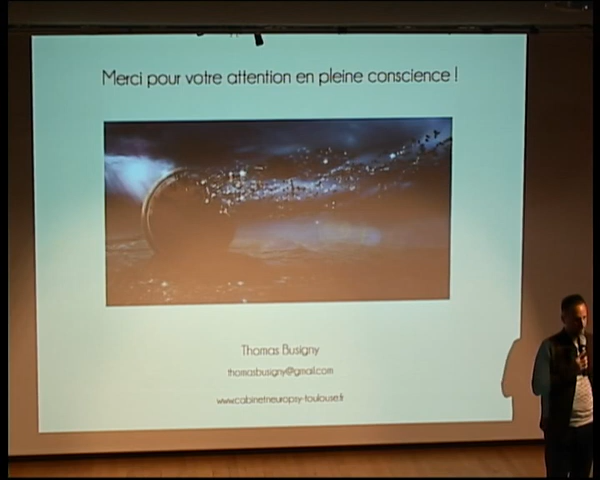 Merci pour votre attention en pleine conscience !
Thomas Busigny
thomasbusigny@gmail.com
www.cabinetneuropsy-toulouse.fr